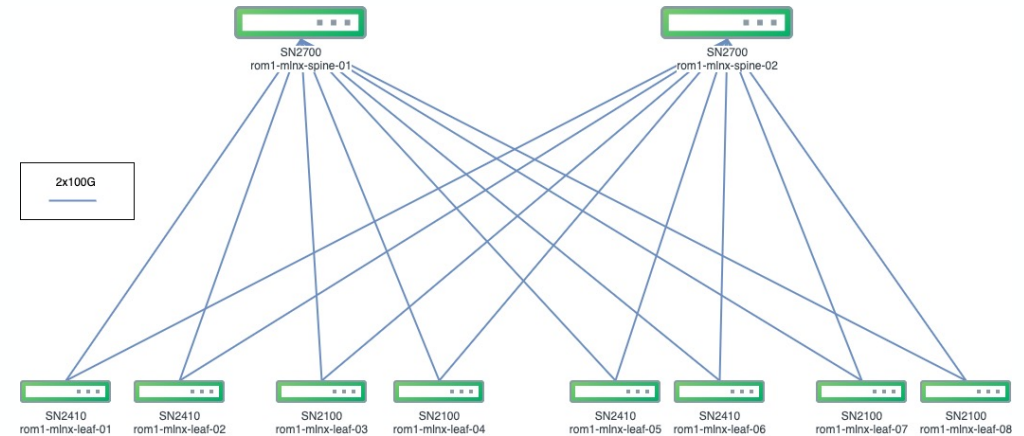 SN2700
rom1-mlnx-spine-01
SN2700
rom1-mlnx-spine-02
2x100G
SN2410
rom1-mlnx-leaf-01
SN2410
rom1-mlnx-leaf-02
SN2100
rom1-mlnx-leaf-03
SN2100
rom1-mlnx-leaf-04
SN2410
rom1-mlnx-leaf-05
SN2410
rom1-mlnx-leaf-06
SN2100
rom1-mlnx-leaf-07
SN2100
rom1-mlnx-leaf-08